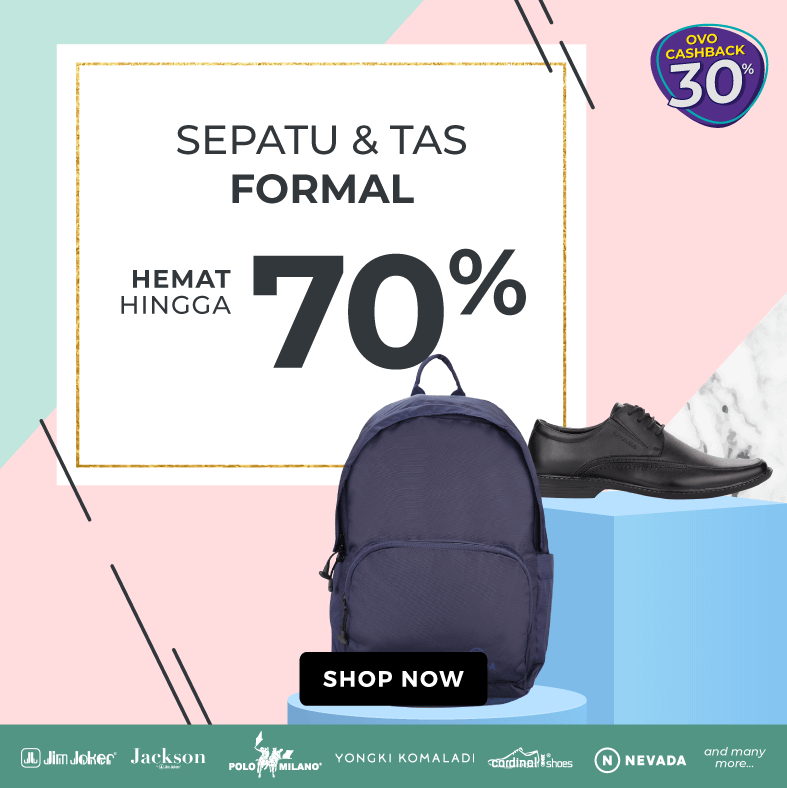 OVO
CASHBACK
30%
SEPATU & TAS
FORMAL
HEMAT
HINGGA
70%
SHOP NOW
Jim Joker
Jackson
POLO MILANO
YONGKI KOMALADI
cardinal shoes
N NEVADA
and many
more...